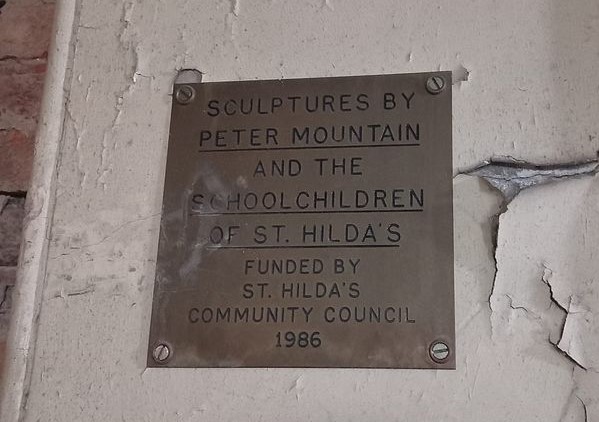 SCULPTURES BY
PETER MOUNTAIN
AND THE
SCHOOLCHILDREN
OF ST. HILDA'S
FUNDED BY
ST. HILDA'S
COMMUNITY COUNCIL
1986